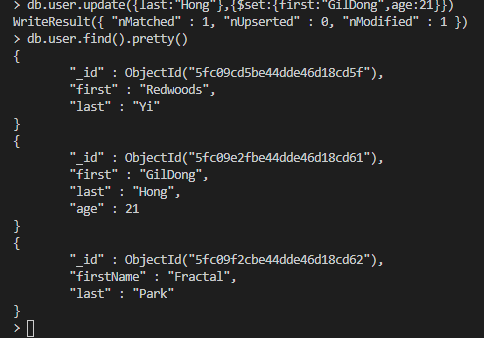 > db.user.update({last:"Hong"},{$set:{first:"GilDong",age:21}})
WriteResult({ "nMatched" : 1, "nUpserted" : 0, "nModified" : 1 })
> db.user.find().pretty()
{
        "_id" : ObjectId("5fc09cd5be44dde46d18cd5f"),
        "first" : "Redwoods",
        "last" : "Yi"
}
{
        "_id" : ObjectId("5fc09e2fbe44dde46d18cd61"),
        "first" : "GilDong",
        "last" : "Hong",
        "age" : 21
}
{
        "_id" : ObjectId("5fc09f2cbe44dde46d18cd62"),
        "firstName" : "Fractal",
        "last" : "Park"
}
>